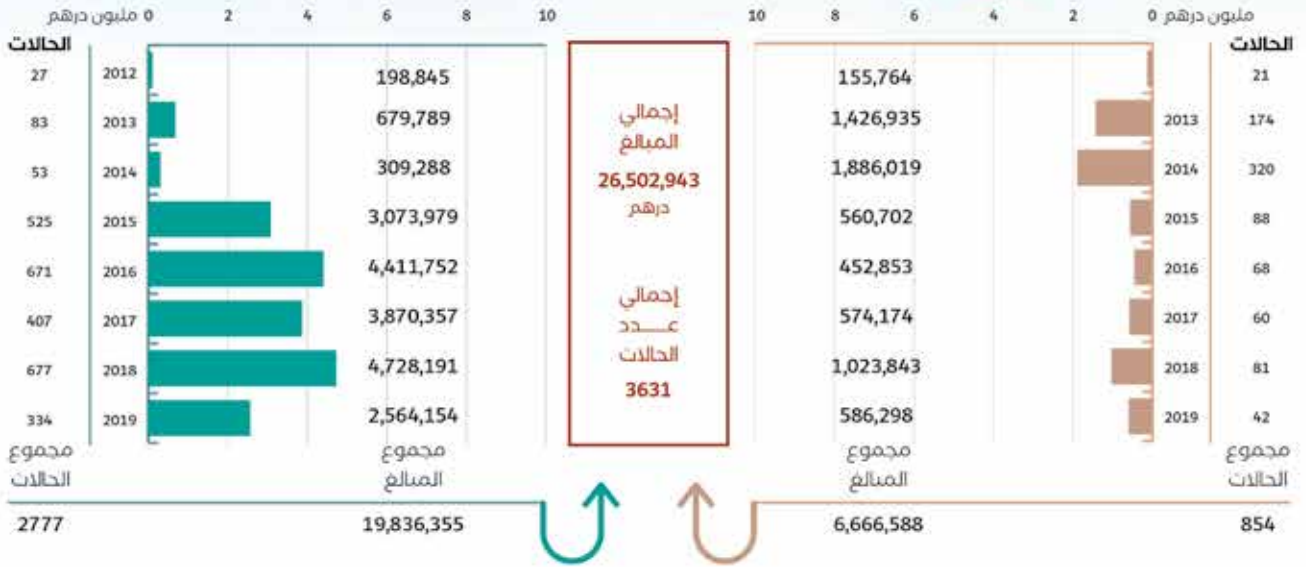 0 مليون درهم 2 4 6 8 10
10 8 6 4 2 0 مليون درهم
الحالات
الحالات
27 2012 198,845
155,764 21
83 2013 679,789
1,426,935 2013 174
53 2014 309,288
1,886,019 2014 320
525 2015 3,073,979
560,702 2015 88
671 2016 4,411,752
452,853 2016 68
407 2017 3,870,357
574,174 2017 60
677 2018 4,728,191
1,023,843 2018 81
334 2019 2,564,154
586,298 2019 42
إجمالي
المبالغ
26,502,943
درهم
إجمالي
عـــدد
الحالات
3631
مجموع
الحالات
2777
مجموع
المبالغ
19,836,355
مجموع
المبالغ
6,666,588
مجموع
الحالات
854